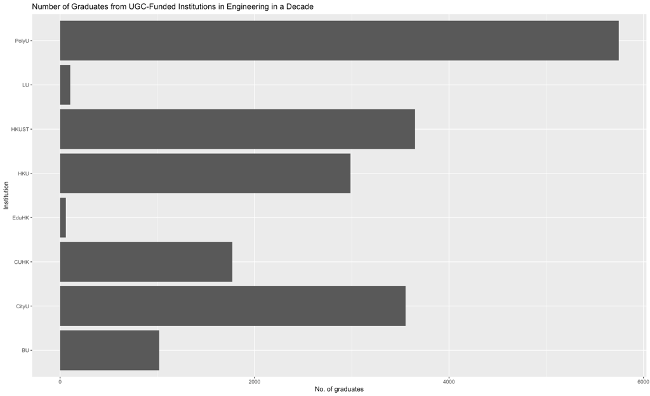 Number of Graduates from UGC-Funded Institutions in Engineering in a Decade
PolyU
LU
HKUST
HKU
EduHK
CUHK
CityU
BU
Institution
0
2000
4000
6000
No. of graduates